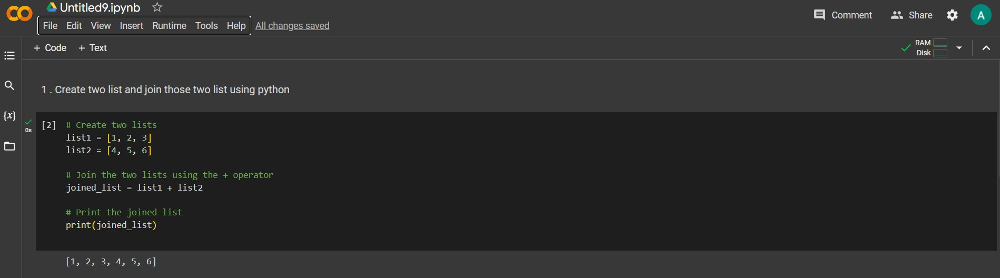 Untitled9.ipynb
File Edit View Insert Runtime Tools Help All changes saved
Comment Share A
+ Code + Text
RAM
Disk
1 . Create two list and join those two list using python
{x}
0s
[2] # Create two lists
list1 = [1, 2, 3]
list2 = [4, 5, 6]
# Join the two lists using the + operator
joined_list = list1 + list2
# Print the joined list
print(joined_list)
[1, 2, 3, 4, 5, 6]